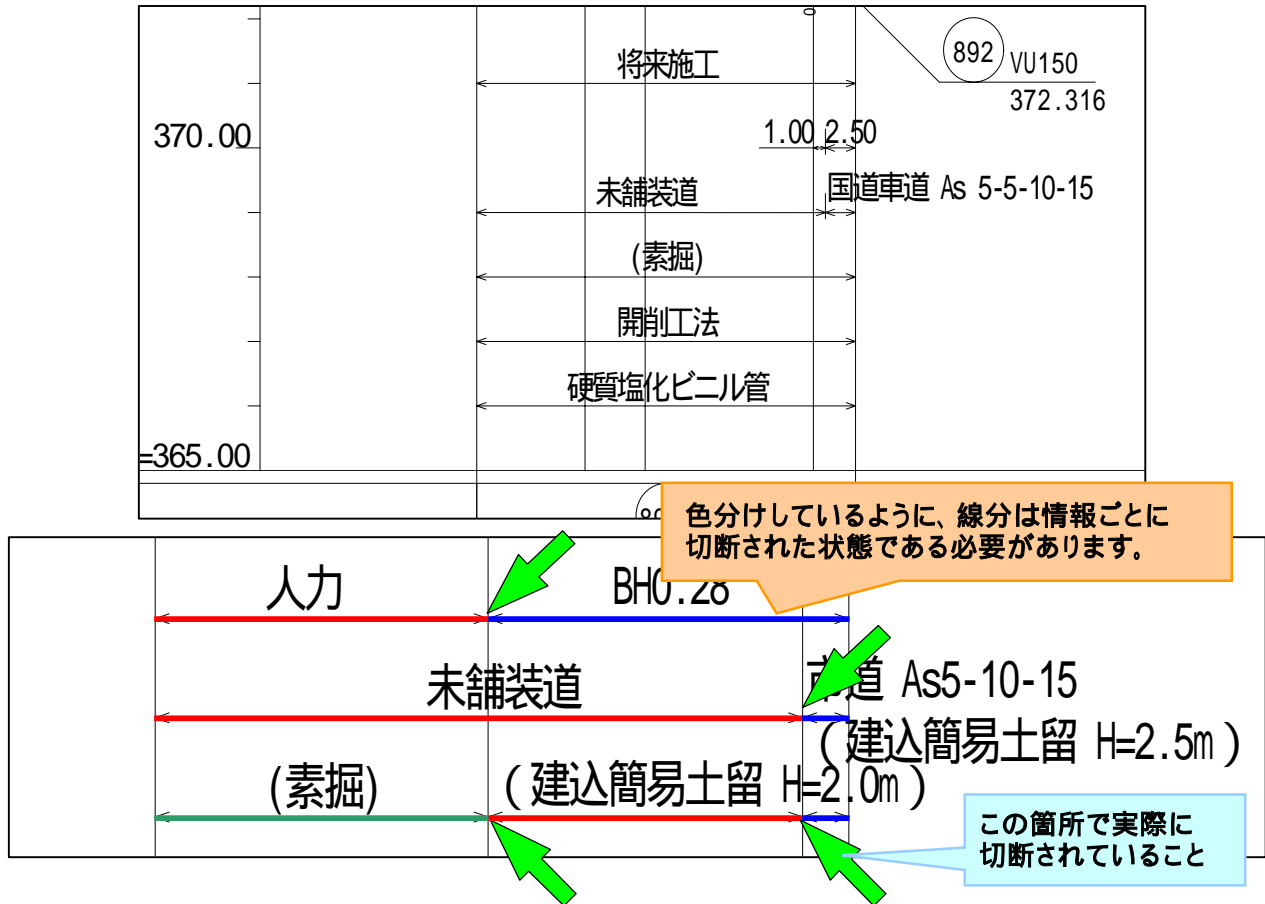 将来施工
892 VU150
372.316
370.00
1.00 2.50
未舗装道
国道車道 As 5-5-10-15
(素掘)
開削工法
硬質塩化ビニル管
=365.00
色分けしているように、線分は情報ごとに
切断された状態である必要があります。
人力
BH0.28
未舗装道
市道 As5-10-15
(建込簡易土留 H=2.5m)
(素掘)
(建込簡易土留 H=2.0m)
この箇所で実際に
切断されていること